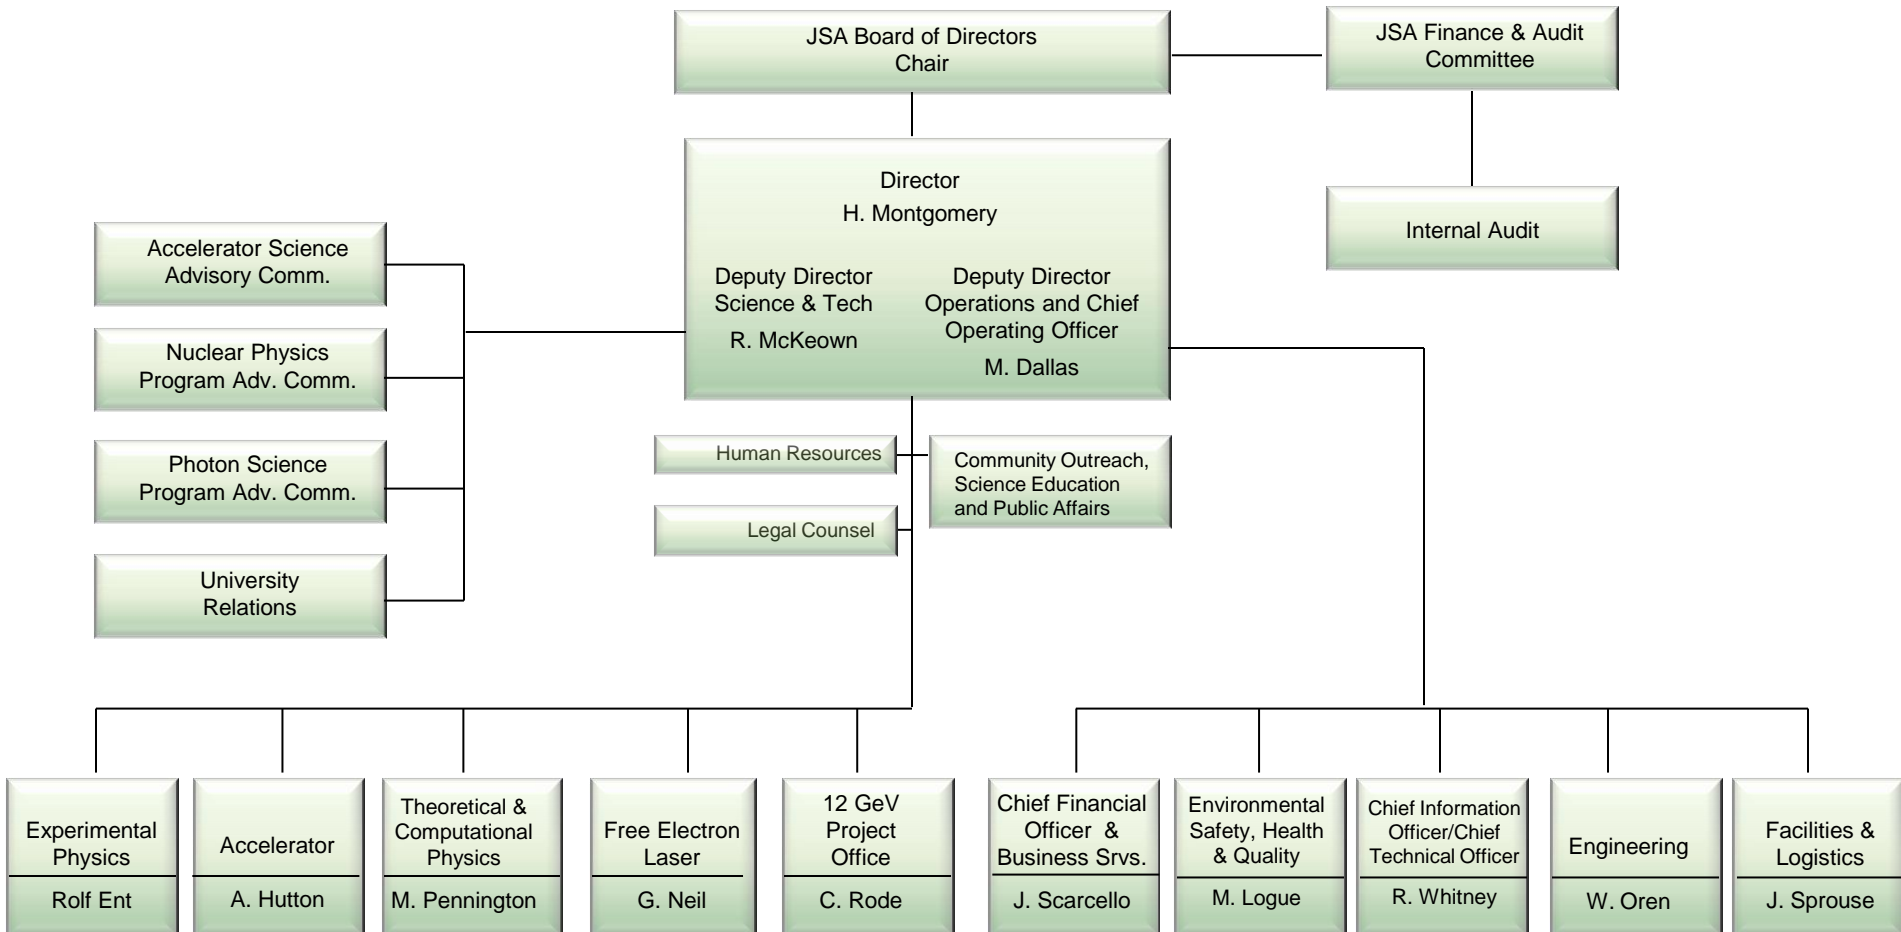 JSA Board of Directors
Chair
JSA Finance & Audit
Committee
Director
H. Montgomery
Deputy Director
Science & Tech
R. McKeown
Deputy Director
Operations and Chief
Operating Officer
M. Dallas
Internal Audit
Accelerator Science
Advisory Comm.
Nuclear Physics
Program Adv. Comm.
Photon Science
Program Adv. Comm.
University
Relations
Human Resources
Community Outreach,
Science Education
and Public Affairs
Legal Counsel
Experimental
Physics
Rolf Ent
Accelerator
A. Hutton
Theoretical &
Computational
Physics
M. Pennington
Free Electron
Laser
G. Neil
12 GeV
Project
Office
C. Rode
Chief Financial
Officer &
Business Srvs.
J. Scarcello
Environmental
Safety, Health
& Quality
M. Logue
Chief Information
Officer/Chief
Technical Officer
R. Whitney
Engineering
W. Oren
Facilities &
Logistics
J. Sprouse